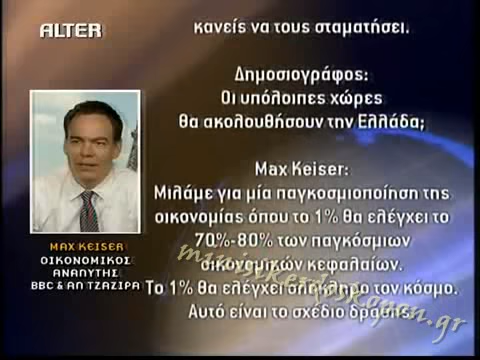 ALTER
κανείς να τους σταματήσει.
Δημοσιογράφος:
Οι υπόλοιπες χώρες
θα ακολουθήσουν την Ελλάδα;
Max Keiser:
Μιλάμε για μία παγκοσμιοποίηση της
οικονομίας όπου το 1% θα ελέγχει το
70%-80% των παγκόσμιων
οικονομικών κεφαλαίων.
Το 1% θα ελέγχει ολόκληρο τον κόσμο.
Αυτό είναι το σχέδιο δράσης.
MAX KEISER
ΟΙΚΟΝΟΜΙΚΟΣ
ΑΝΑΛΥΤΗΣ
BBC & ΑΛ ΤΖΑΖΙΡΑ